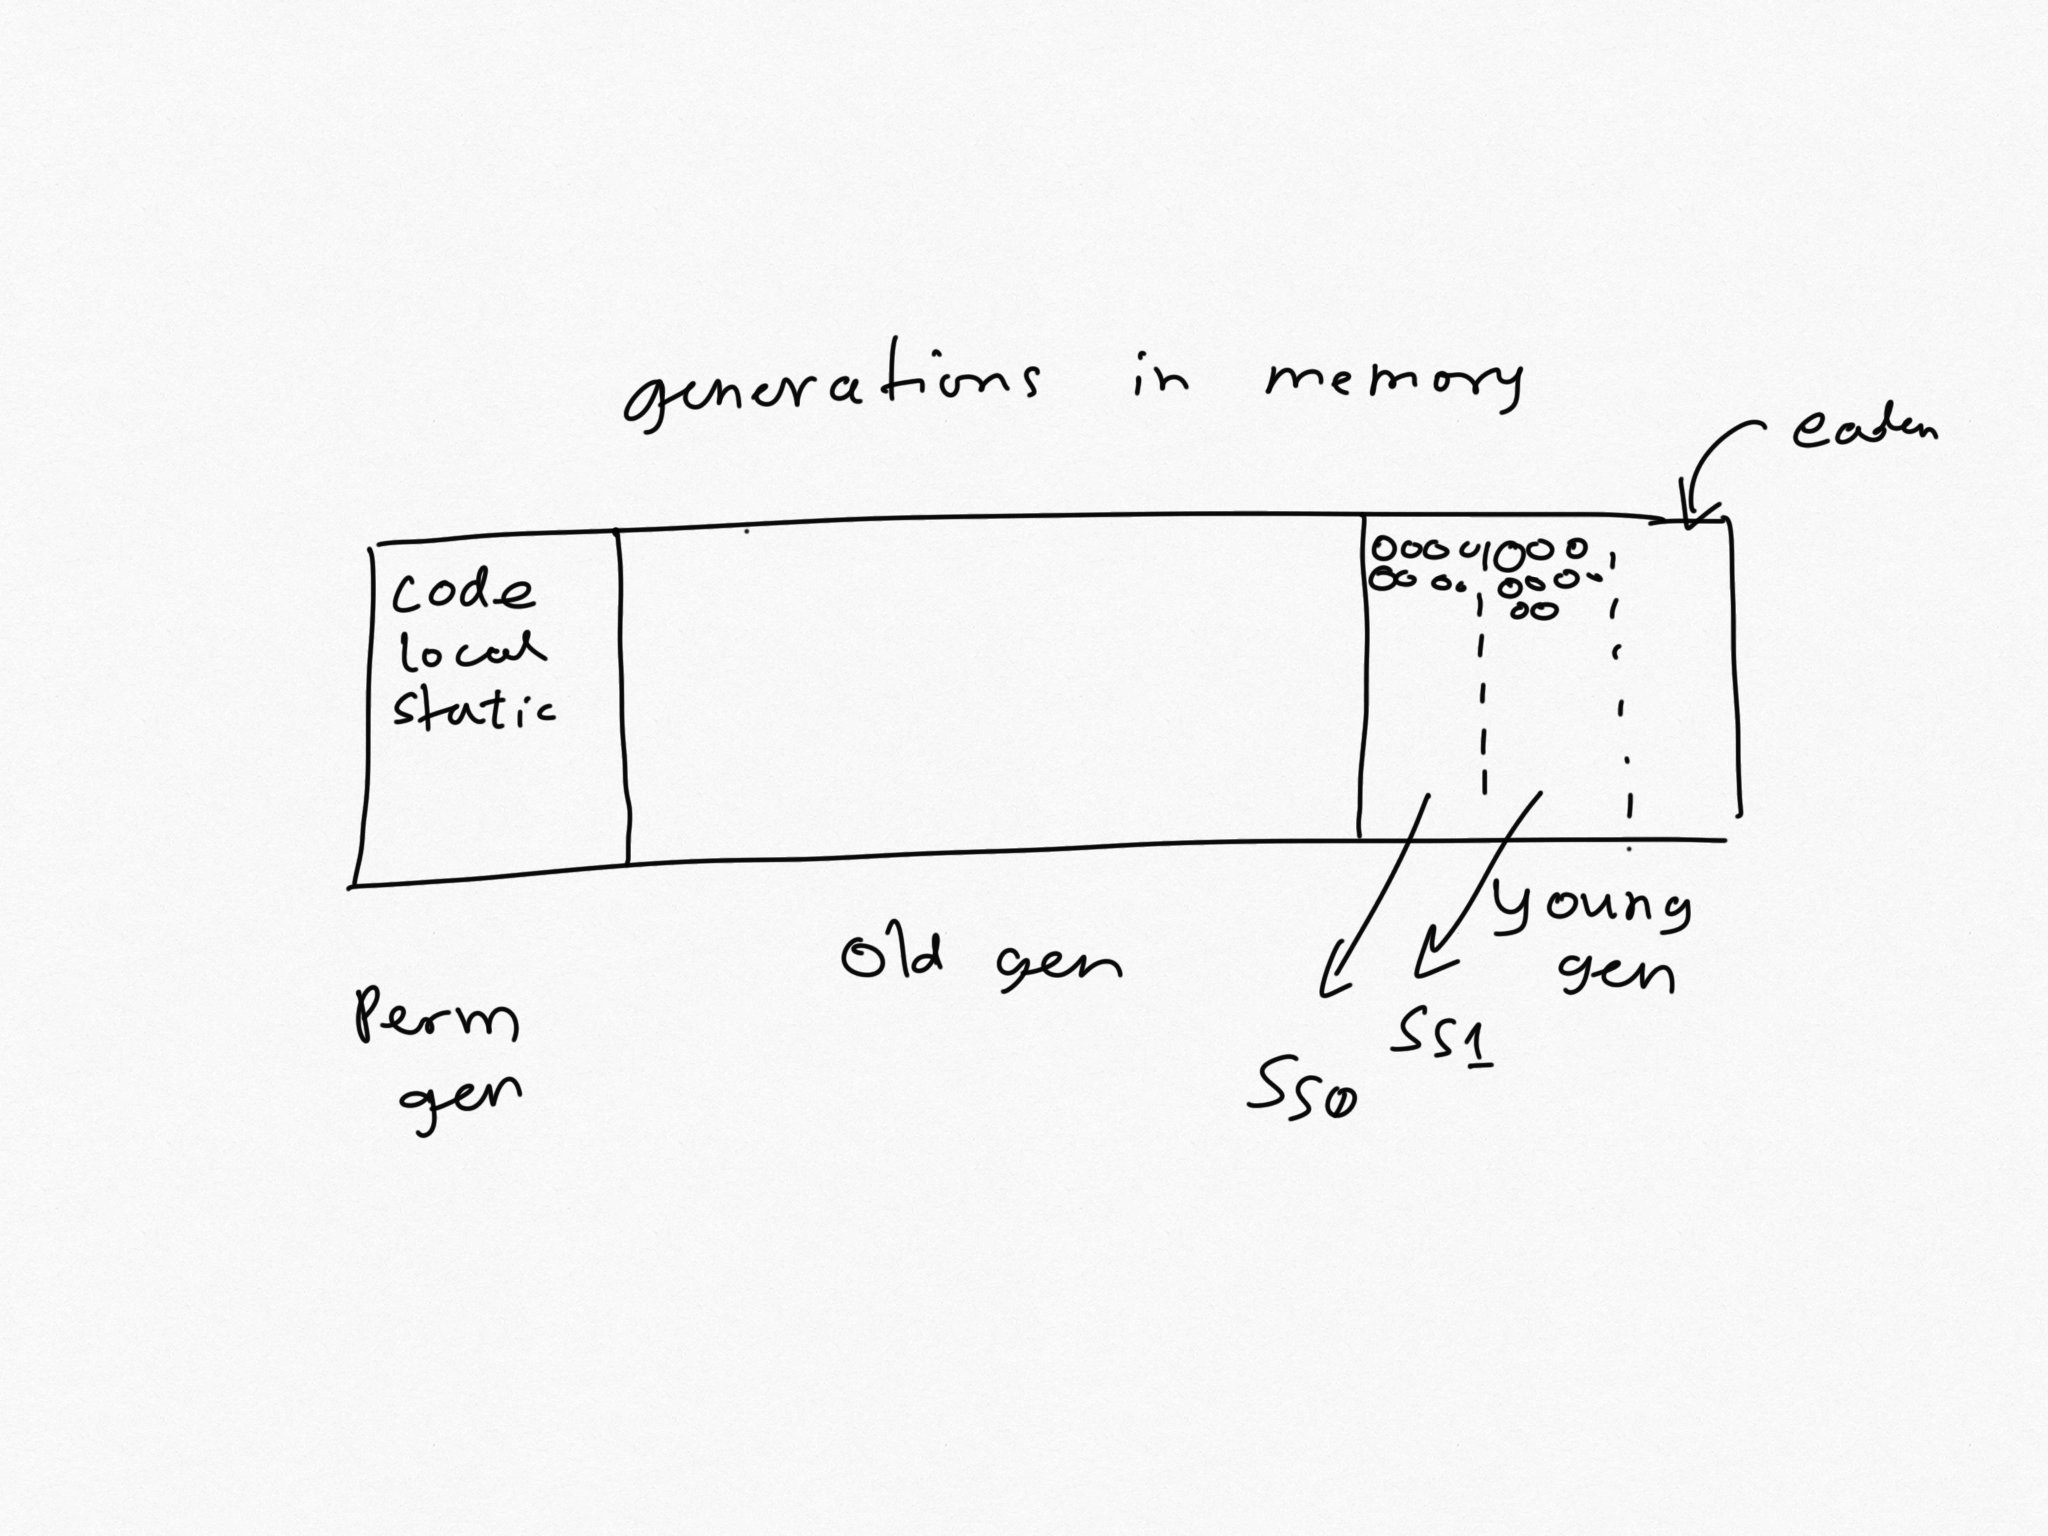 generations in memory
eaden
code
local
static
Old gen
young
gen
Perm
gen
SS1
SS0